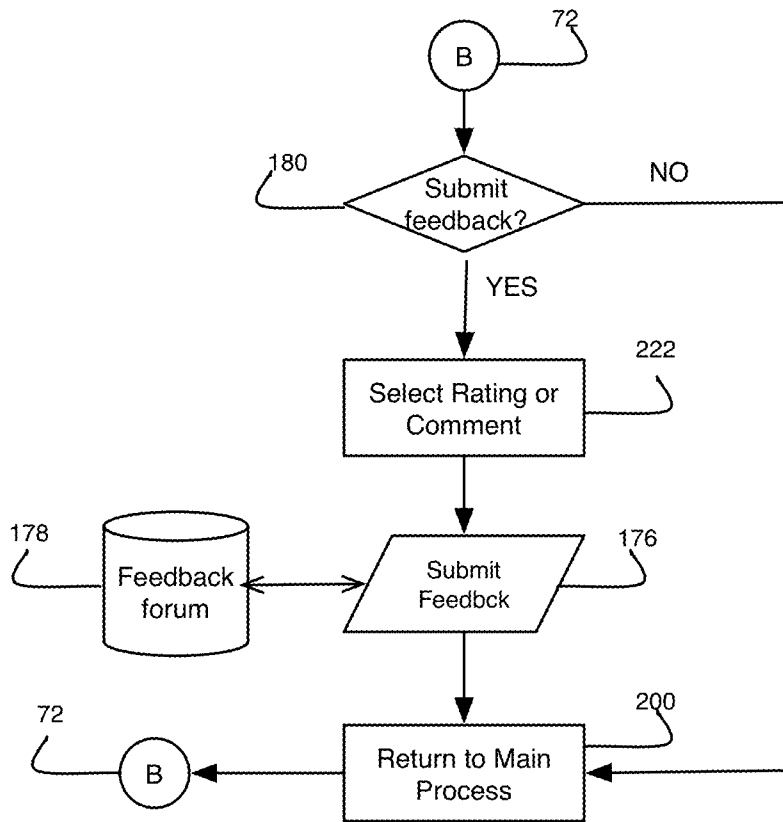 72
B
180
Submit
feedback?
NO
YES
222
Select Rating or
Comment
178
Feedback
forum
176
Submit
Feedbck
72
B
200
Return to Main
Process